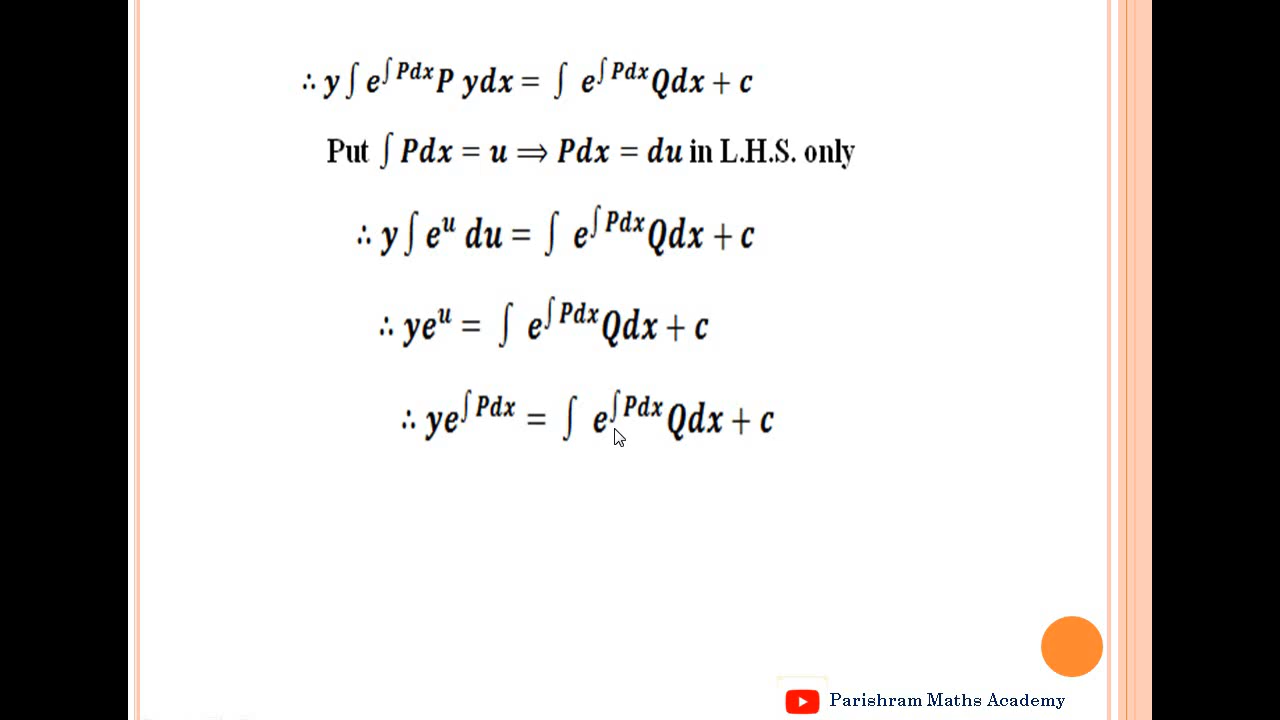 ∴ y∫ e^{∫ Pdx} P ydx = ∫ e^{∫ Pdx} Qdx + c
Put ∫ Pdx = u ⟹ Pdx = du in L.H.S. only
∴ y∫ e^u du = ∫ e^{∫ Pdx} Qdx + c
∴ ye^u = ∫ e^{∫ Pdx} Qdx + c
∴ ye^{∫ Pdx} = ∫ e^{∫ Pdx} Qdx + c
Parishram Maths Academy